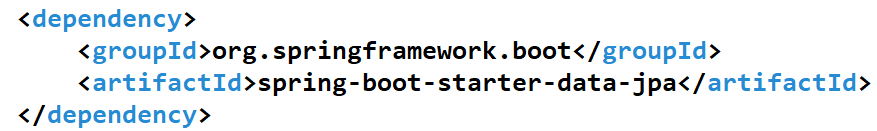 <dependency>
    <groupId>org.springframework.boot</groupId>
    <artifactId>spring-boot-starter-data-jpa</artifactId>
</dependency>